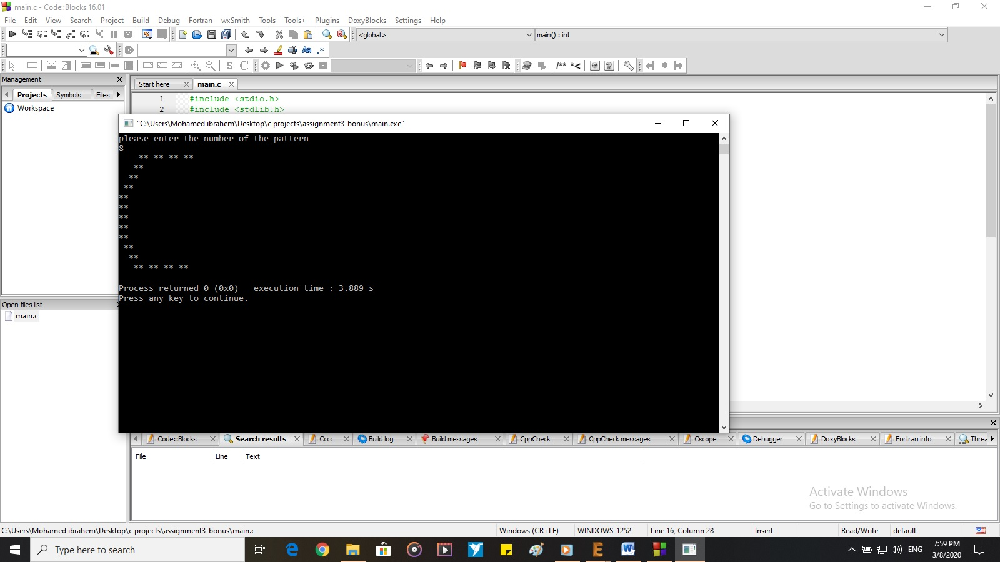 main.c - Code::Blocks 16.01
File Edit View Search Project Build Debug Fortran wxSmith Tools Tools+ Plugins DoxyBlocks Settings Help
<global> main() : int
S C /** *<
Management
Projects Symbols Files
Workspace
Start here main.c
1 #include <stdio.h>
2 #include <stdlib.h>
"C:\Users\Mohamed ibrahem\Desktop\c projects\assignment3-bonus\main.exe"
please enter the number of the pattern
8
    ** ** ** **
   **
  **
 **
**
**
**
**
**
 **
  **
   ** ** ** **
Process returned 0 (0x0)   execution time : 3.889 s
Press any key to continue.
Open files list
main.c
Code::Blocks Search results Cccc Build log Build messages CppCheck CppCheck messages Cscope Debugger DoxyBlocks Fortran info Threa
File Line Text
Activate Windows
Go to Settings to activate Windows.
C:\Users\Mohamed ibrahem\Desktop\c projects\assignment3-bonus\main.c Windows (CR+LF) WINDOWS-1252 Line 16, Column 28 Insert Read/Write default
Type here to search
ENG
7:59 PM
3/8/2020